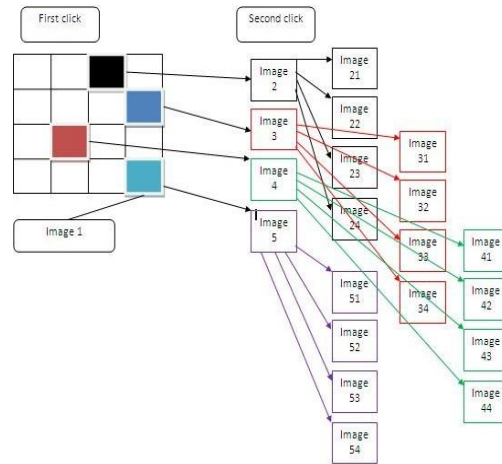 First click
Second click
Image
2
Image
21
Image
22
Image
3
Image
31
Image
23
Image
4
Image
32
Image
24
Image 1
Image
5
Image
33
Image
41
Image
51
Image
34
Image
42
Image
52
Image
43
Image
53
Image
44
Image
54